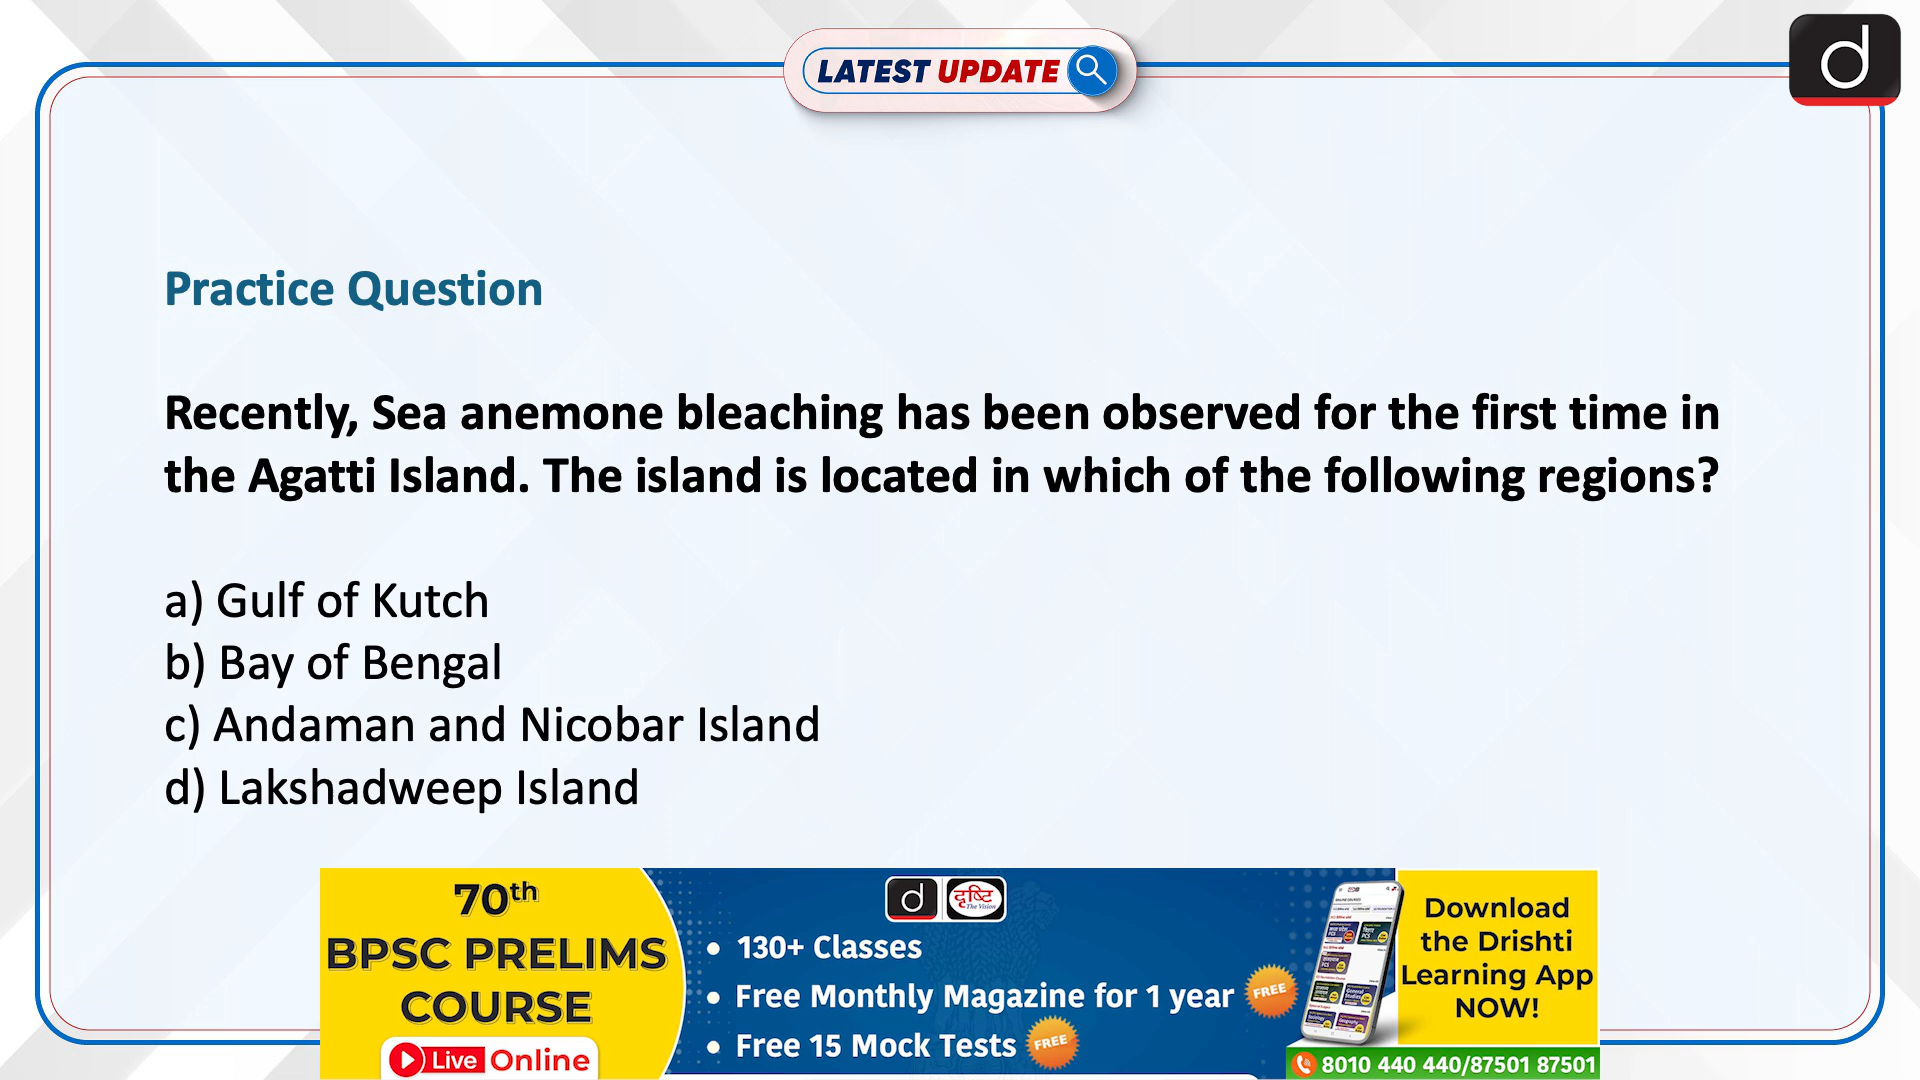 LATEST UPDATE
d
Practice Question
Recently, Sea anemone bleaching has been observed for the first time in
the Agatti Island. The island is located in which of the following regions?
a) Gulf of Kutch
b) Bay of Bengal
c) Andaman and Nicobar Island
d) Lakshadweep Island
70th
BPSC PRELIMS
COURSE
Live Online
d
दृष्टि
The Vision
• 130+ Classes
• Free Monthly Magazine for 1 year FREE
• Free 15 Mock Tests FREE
Download
the Drishti
Learning App
NOW!
8010 440 440/87501 87501